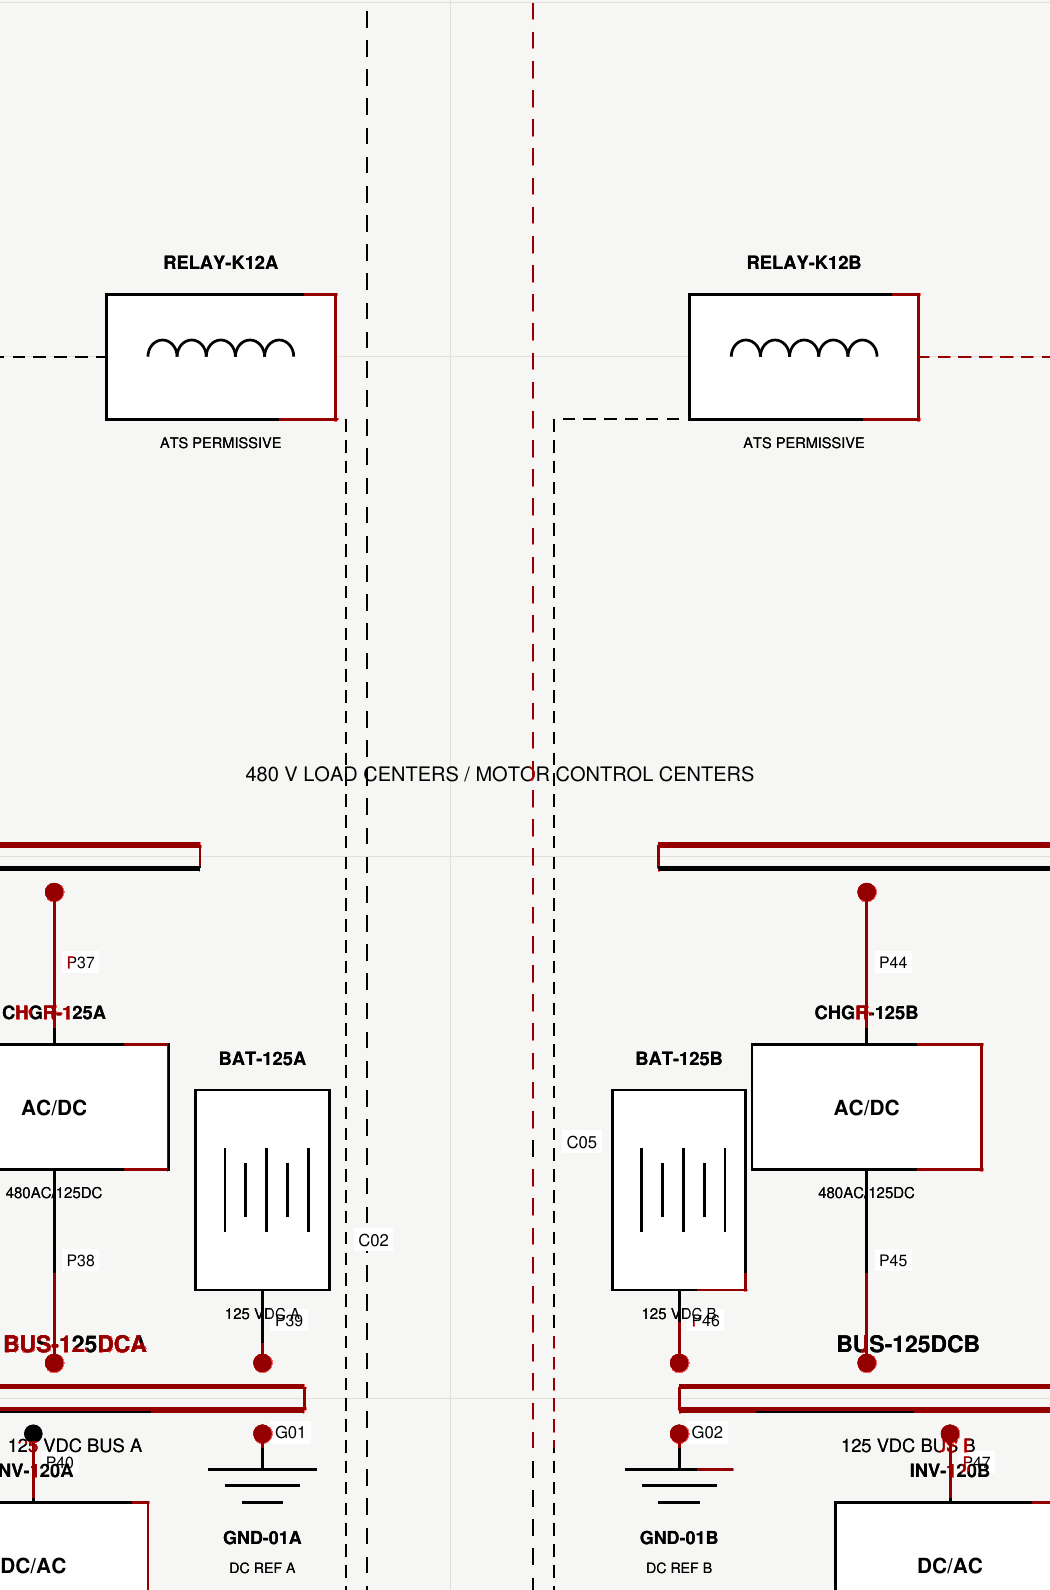 RELAY-K12A
RELAY-K12B
ATS PERMISSIVE
ATS PERMISSIVE
480 V LOAD CENTERS / MOTOR CONTROL CENTERS
P37
P44
CHGR-125A
CHGR-125B
BAT-125A
BAT-125B
AC/DC
AC/DC
C05
480AC/125DC
480AC/125DC
C02
P38
P45
125 VDC A
P39
125 VDC B
P46
BUS-125DCA
BUS-125DCB
G01
G02
125 VDC BUS A
125 VDC BUS B
P40
P47
NV-120A
INV-120B
GND-01A
GND-01B
DC/AC
DC/AC
DC REF A
DC REF B